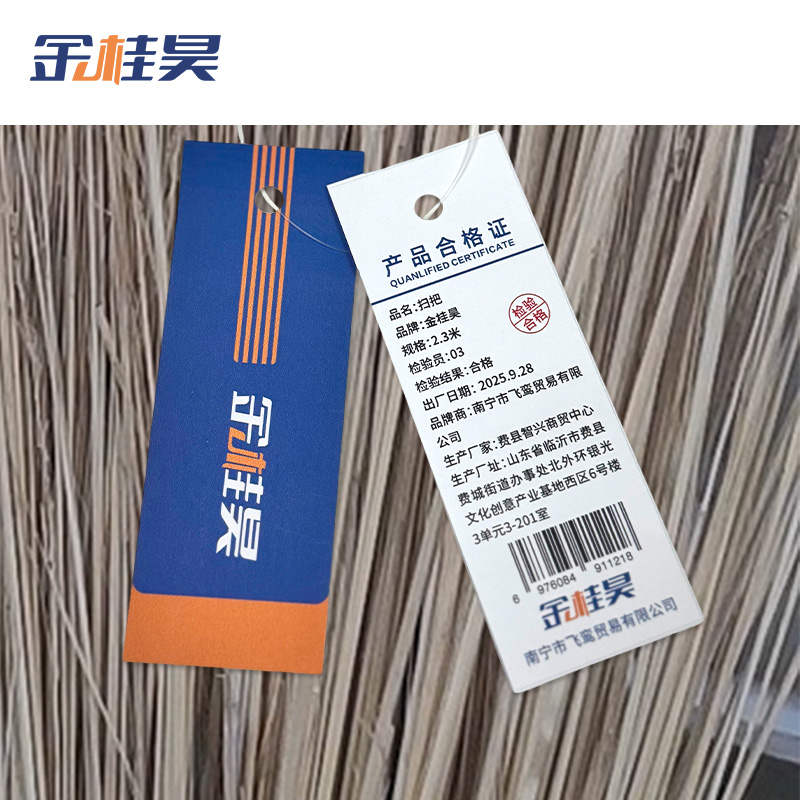 金桂昊
金桂昊
产品合格证
QUANLIFIED CERTIFICATE
品名:扫把
品牌:金桂昊
规格:2.3米
检验员:03
检验结果:合格
出厂日期: 2025.9.28
品牌商:南宁市飞鸾贸易有限
公司
生产厂家:费县智兴商贸中心
生产厂址:山东省临沂市费县
费城街道办事处北外环银光
文化创意产业基地西区6号楼
3单元3-201室
检验
合格
6 976084 911218
金桂昊
南宁市飞鸾贸易有限公司